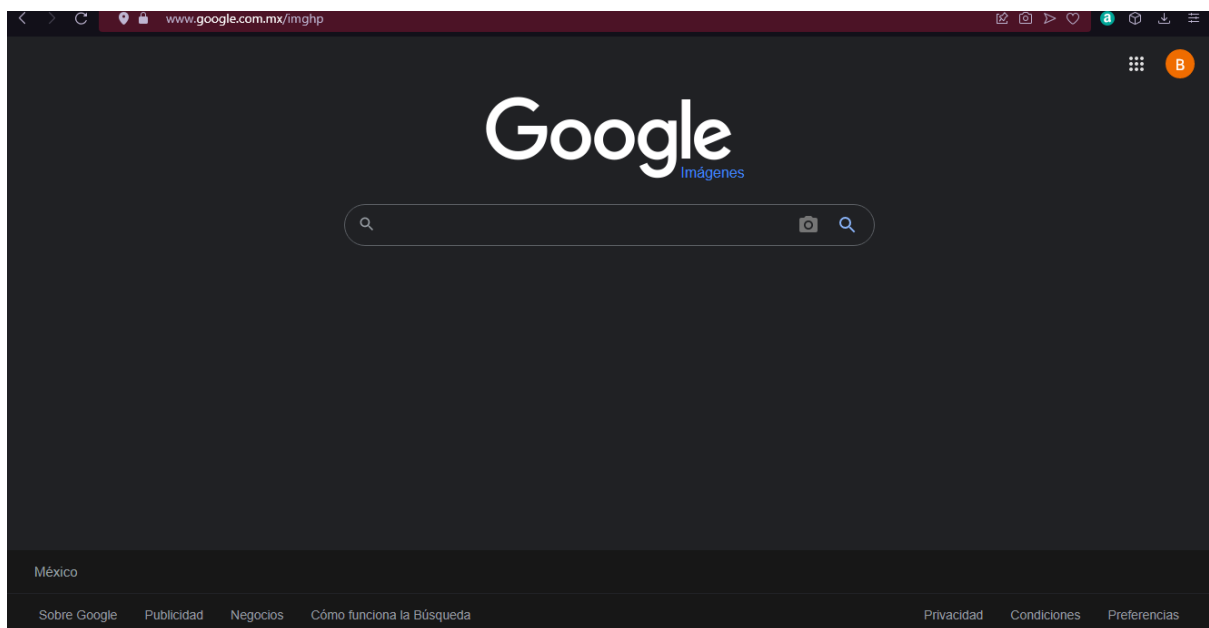 www.google.com.mx/imghp
a
B
Google
Imágenes
México
Sobre Google Publicidad Negocios Cómo funciona la Búsqueda Privacidad Condiciones Preferencias